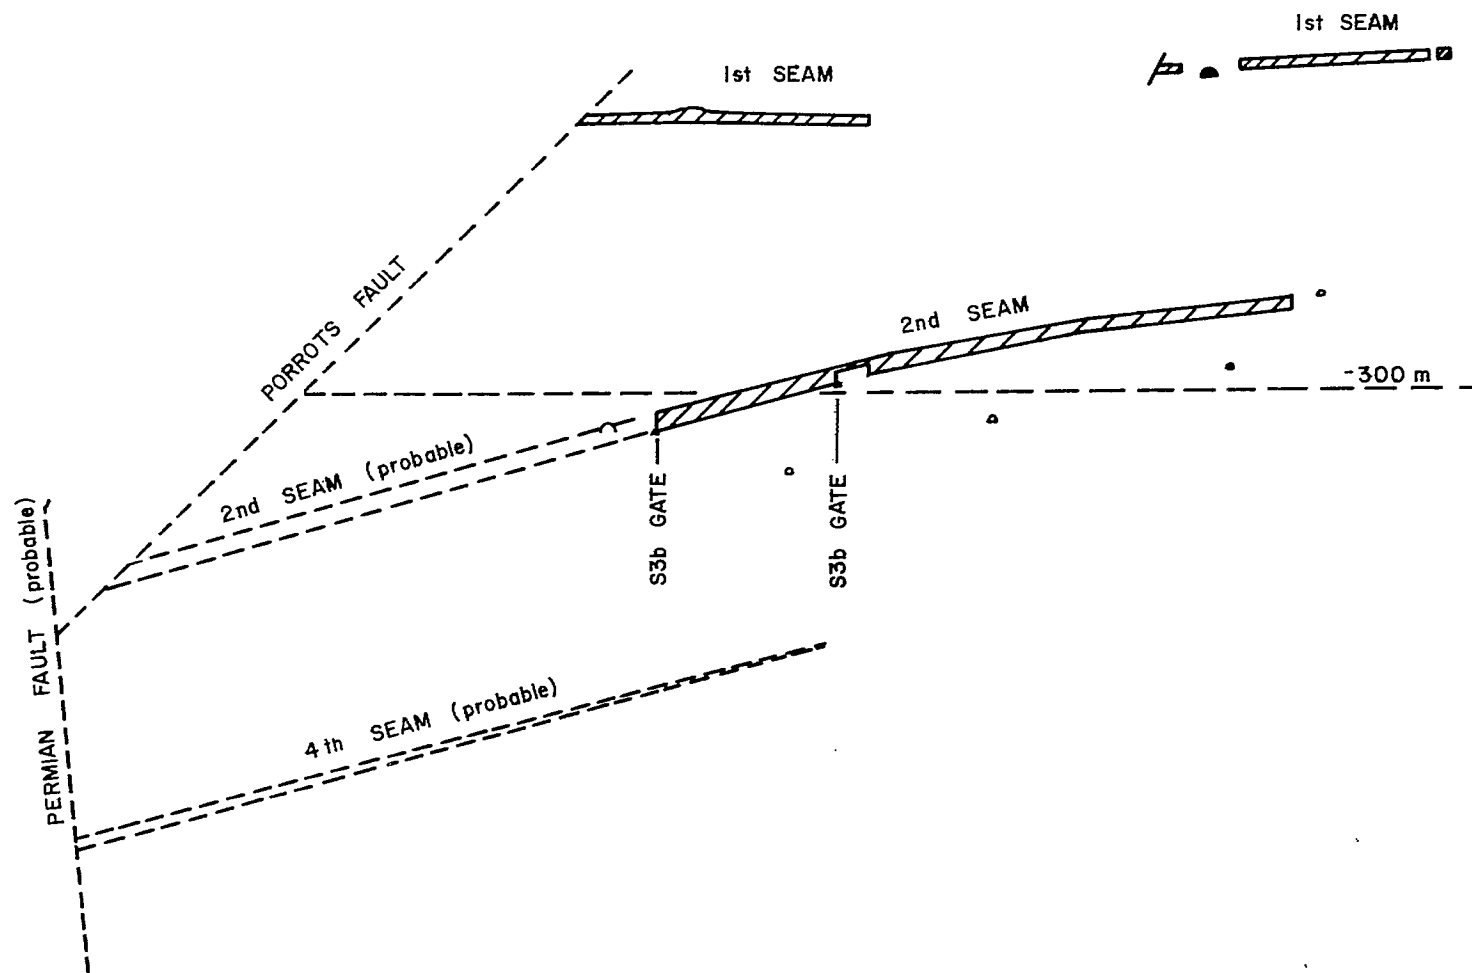 1st SEAM
1st SEAM
PORROTS FAULT
2nd SEAM
-300 m
2nd SEAM (probable)
S3b GATE
S3b GATE
PERMIAN FAULT (probable)
4th SEAM (probable)